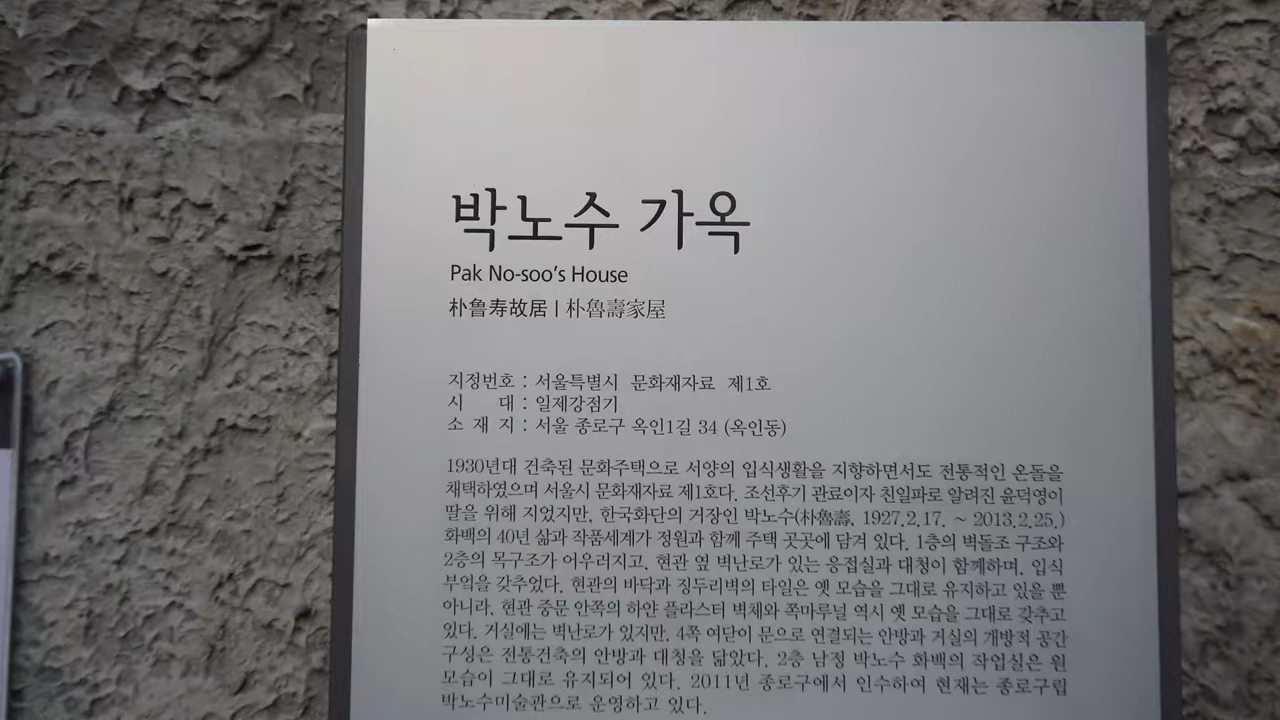 박노수 가옥
Pak No-soo's House
朴鲁寿故居 | 朴魯壽家屋
지정번호 : 서울특별시 문화재자료 제1호
시 대 : 일제강점기
소 재 지 : 서울 종로구 옥인1길 34 (옥인동)
1930년대 건축된 문화주택으로 서양의 입식생활을 지향하면서도 전통적인 온돌을
채택하였으며 서울시 문화재자료 제1호다. 조선후기 관료이자 친일파로 알려진 윤덕영이
딸을 위해 지었지만, 한국화단의 거장인 박노수(朴魯壽, 1927.2.17. ~ 2013.2.25.)
화백의 40년 삶과 작품세계가 정원과 함께 주택 곳곳에 담겨 있다. 1층의 벽돌조 구조와
2층의 목구조가 어우러지고, 현관 옆 벽난로가 있는 응접실과 대청이 함께하며, 입식
부엌을 갖추었다. 현관의 바닥과 징두리벽의 타일은 옛 모습을 그대로 유지하고 있을 뿐
아니라, 현관 중문 안쪽의 하얀 플라스터 벽채와 쪽마루널 역시 옛 모습을 그대로 갖추고
있다. 거실에는 벽난로가 있지만, 4쪽 여닫이 문으로 연결되는 안방과 거실의 개방적 공간
구성은 전통건축의 안방과 대청을 닮았다. 2층 남정 박노수 화백의 작업실은 원
모습이 그대로 유지되어 있다. 2011년 종로구에서 인수하여 현재는 종로구립
박노수미술관으로 운영하고 있다.